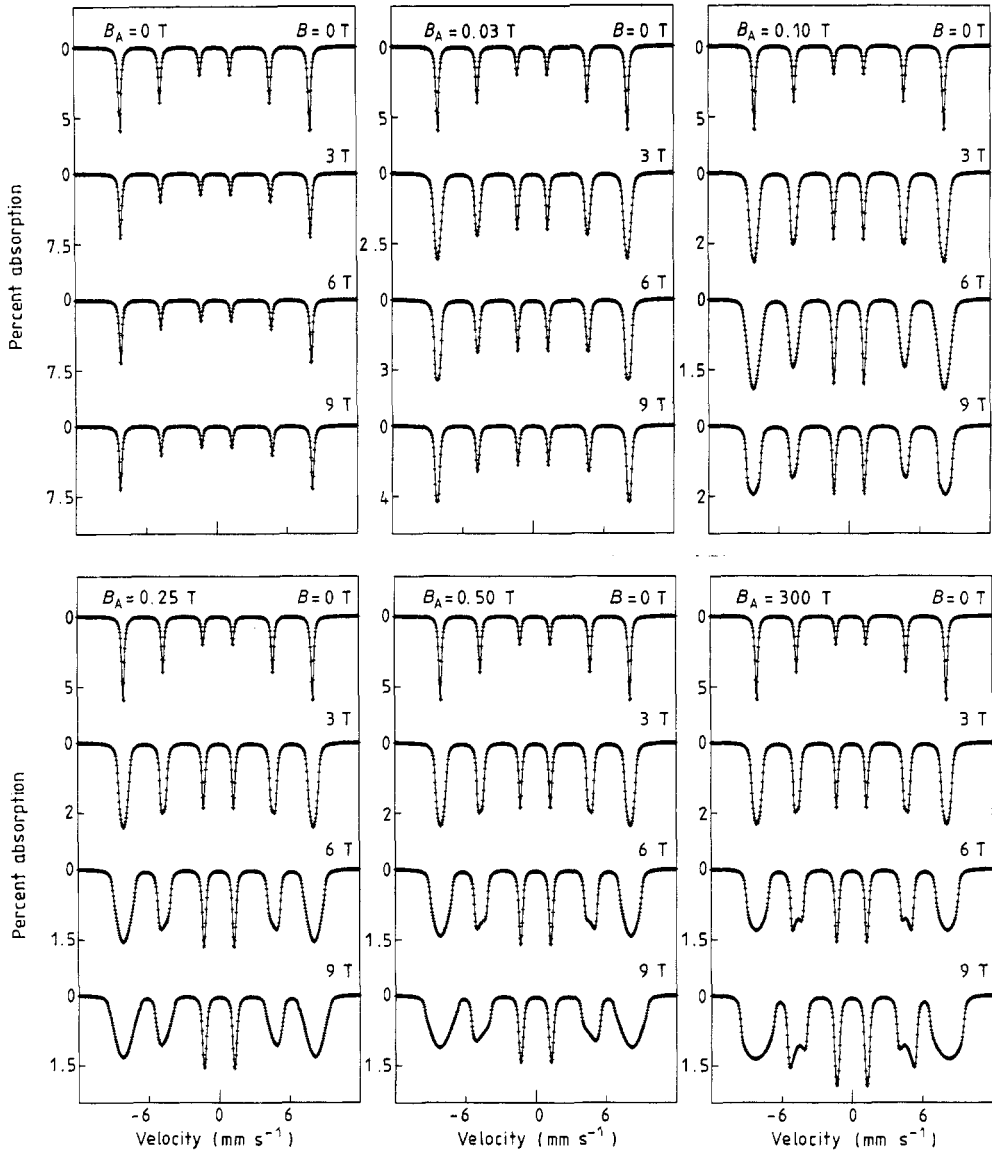 B_A = 0 T B = 0 T
0
5
3 T
0
7.5
6 T
0
7.5
9 T
0
7.5
B_A = 0.03 T B = 0 T
0
5
3 T
0
2.5
6 T
0
3
9 T
0
4
B_A = 0.10 T B = 0 T
0
5
3 T
0
2
6 T
0
1.5
9 T
0
2
Percent absorption
B_A = 0.25 T B = 0 T
0
5
3 T
0
2
6 T
0
1.5
9 T
0
1.5
-6 0 6
Velocity (mm s⁻¹)
B_A = 0.50 T B = 0 T
0
5
3 T
0
2
6 T
0
1.5
9 T
0
1.5
-6 0 6
Velocity (mm s⁻¹)
B_A = 300 T B = 0 T
0
5
3 T
0
2
6 T
0
1.5
9 T
0
1.5
-6 0 6
Velocity (mm s⁻¹)
Percent absorption